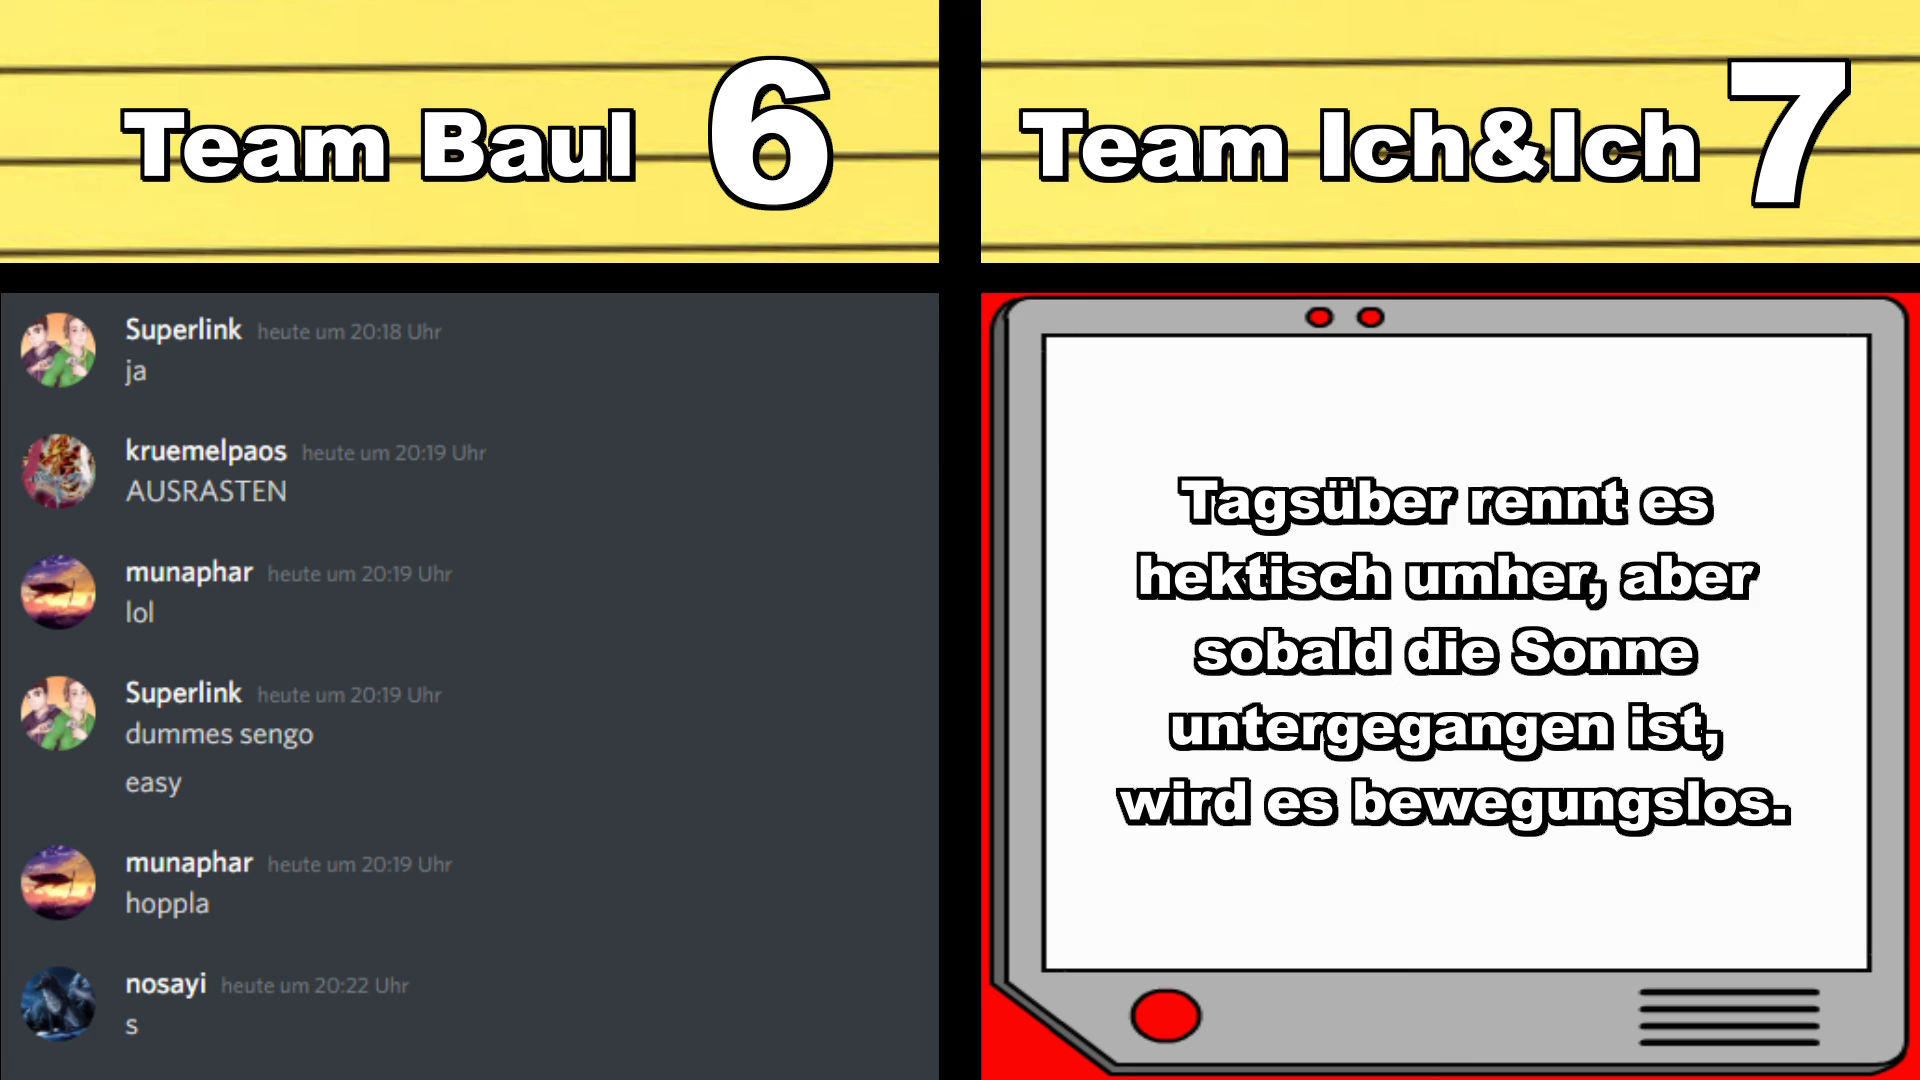 Team Baul 6
Team Ich&Ich 7
Superlink heute um 20:18 Uhr
ja
kruemelpaos heute um 20:19 Uhr
AUSRASTEN
munaphar heute um 20:19 Uhr
lol
Superlink heute um 20:19 Uhr
dummes sengo
easy
munaphar heute um 20:19 Uhr
hoppla
nosayi heute um 20:22 Uhr
s
Tagsüber rennt es
hektisch umher, aber
sobald die Sonne
untergegangen ist,
wird es bewegungslos.